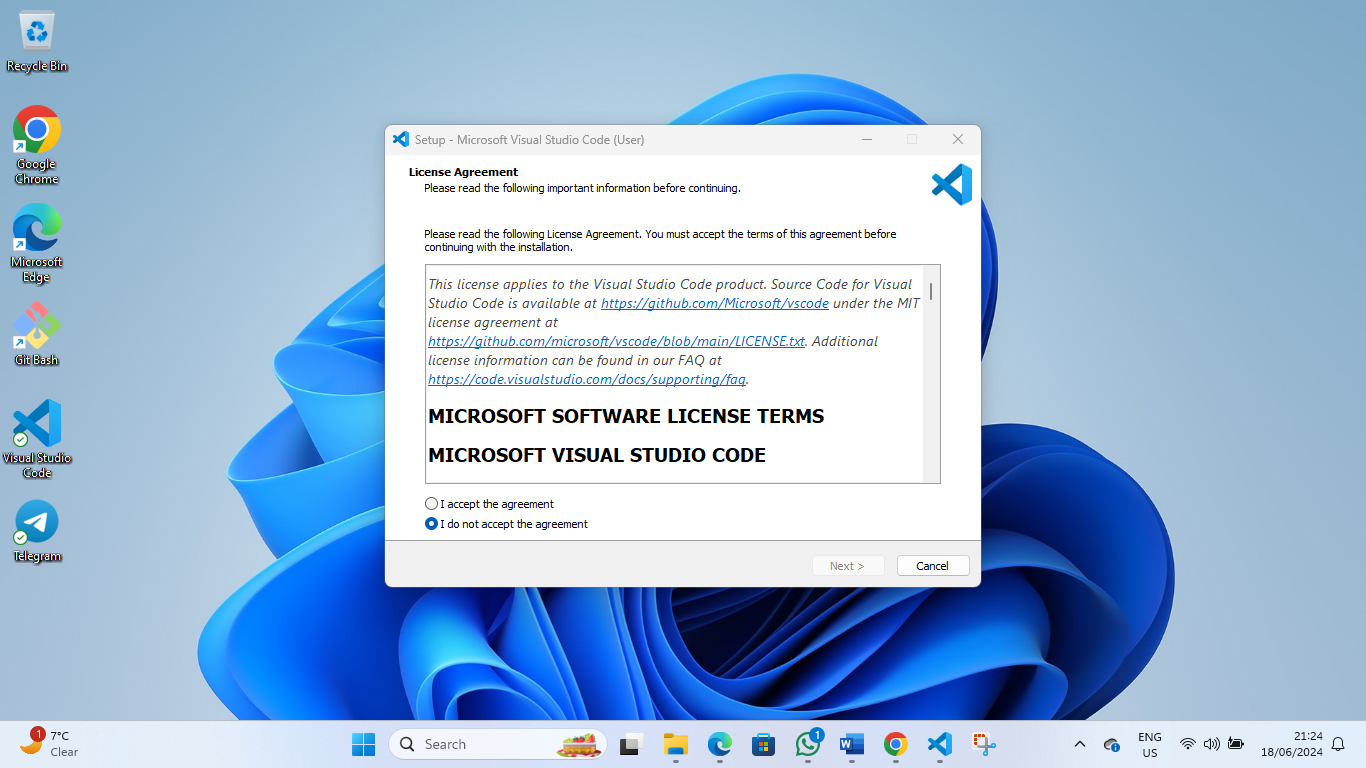 Recycle Bin
Google
Chrome
Microsoft
Edge
Git Bash
Visual Studio
Code
Telegram
Setup - Microsoft Visual Studio Code (User)
License Agreement
Please read the following important information before continuing.
Please read the following License Agreement. You must accept the terms of this agreement before
continuing with the installation.
This license applies to the Visual Studio Code product. Source Code for Visual
Studio Code is available at https://github.com/Microsoft/vscode under the MIT
license agreement at
https://github.com/microsoft/vscode/blob/main/LICENSE.txt. Additional
license information can be found in our FAQ at
https://code.visualstudio.com/docs/supporting/faq.
MICROSOFT SOFTWARE LICENSE TERMS
MICROSOFT VISUAL STUDIO CODE
I accept the agreement
I do not accept the agreement
Next >
Cancel
1
7°C
Clear
Search
1
W
ENG
US
21:24
18/06/2024